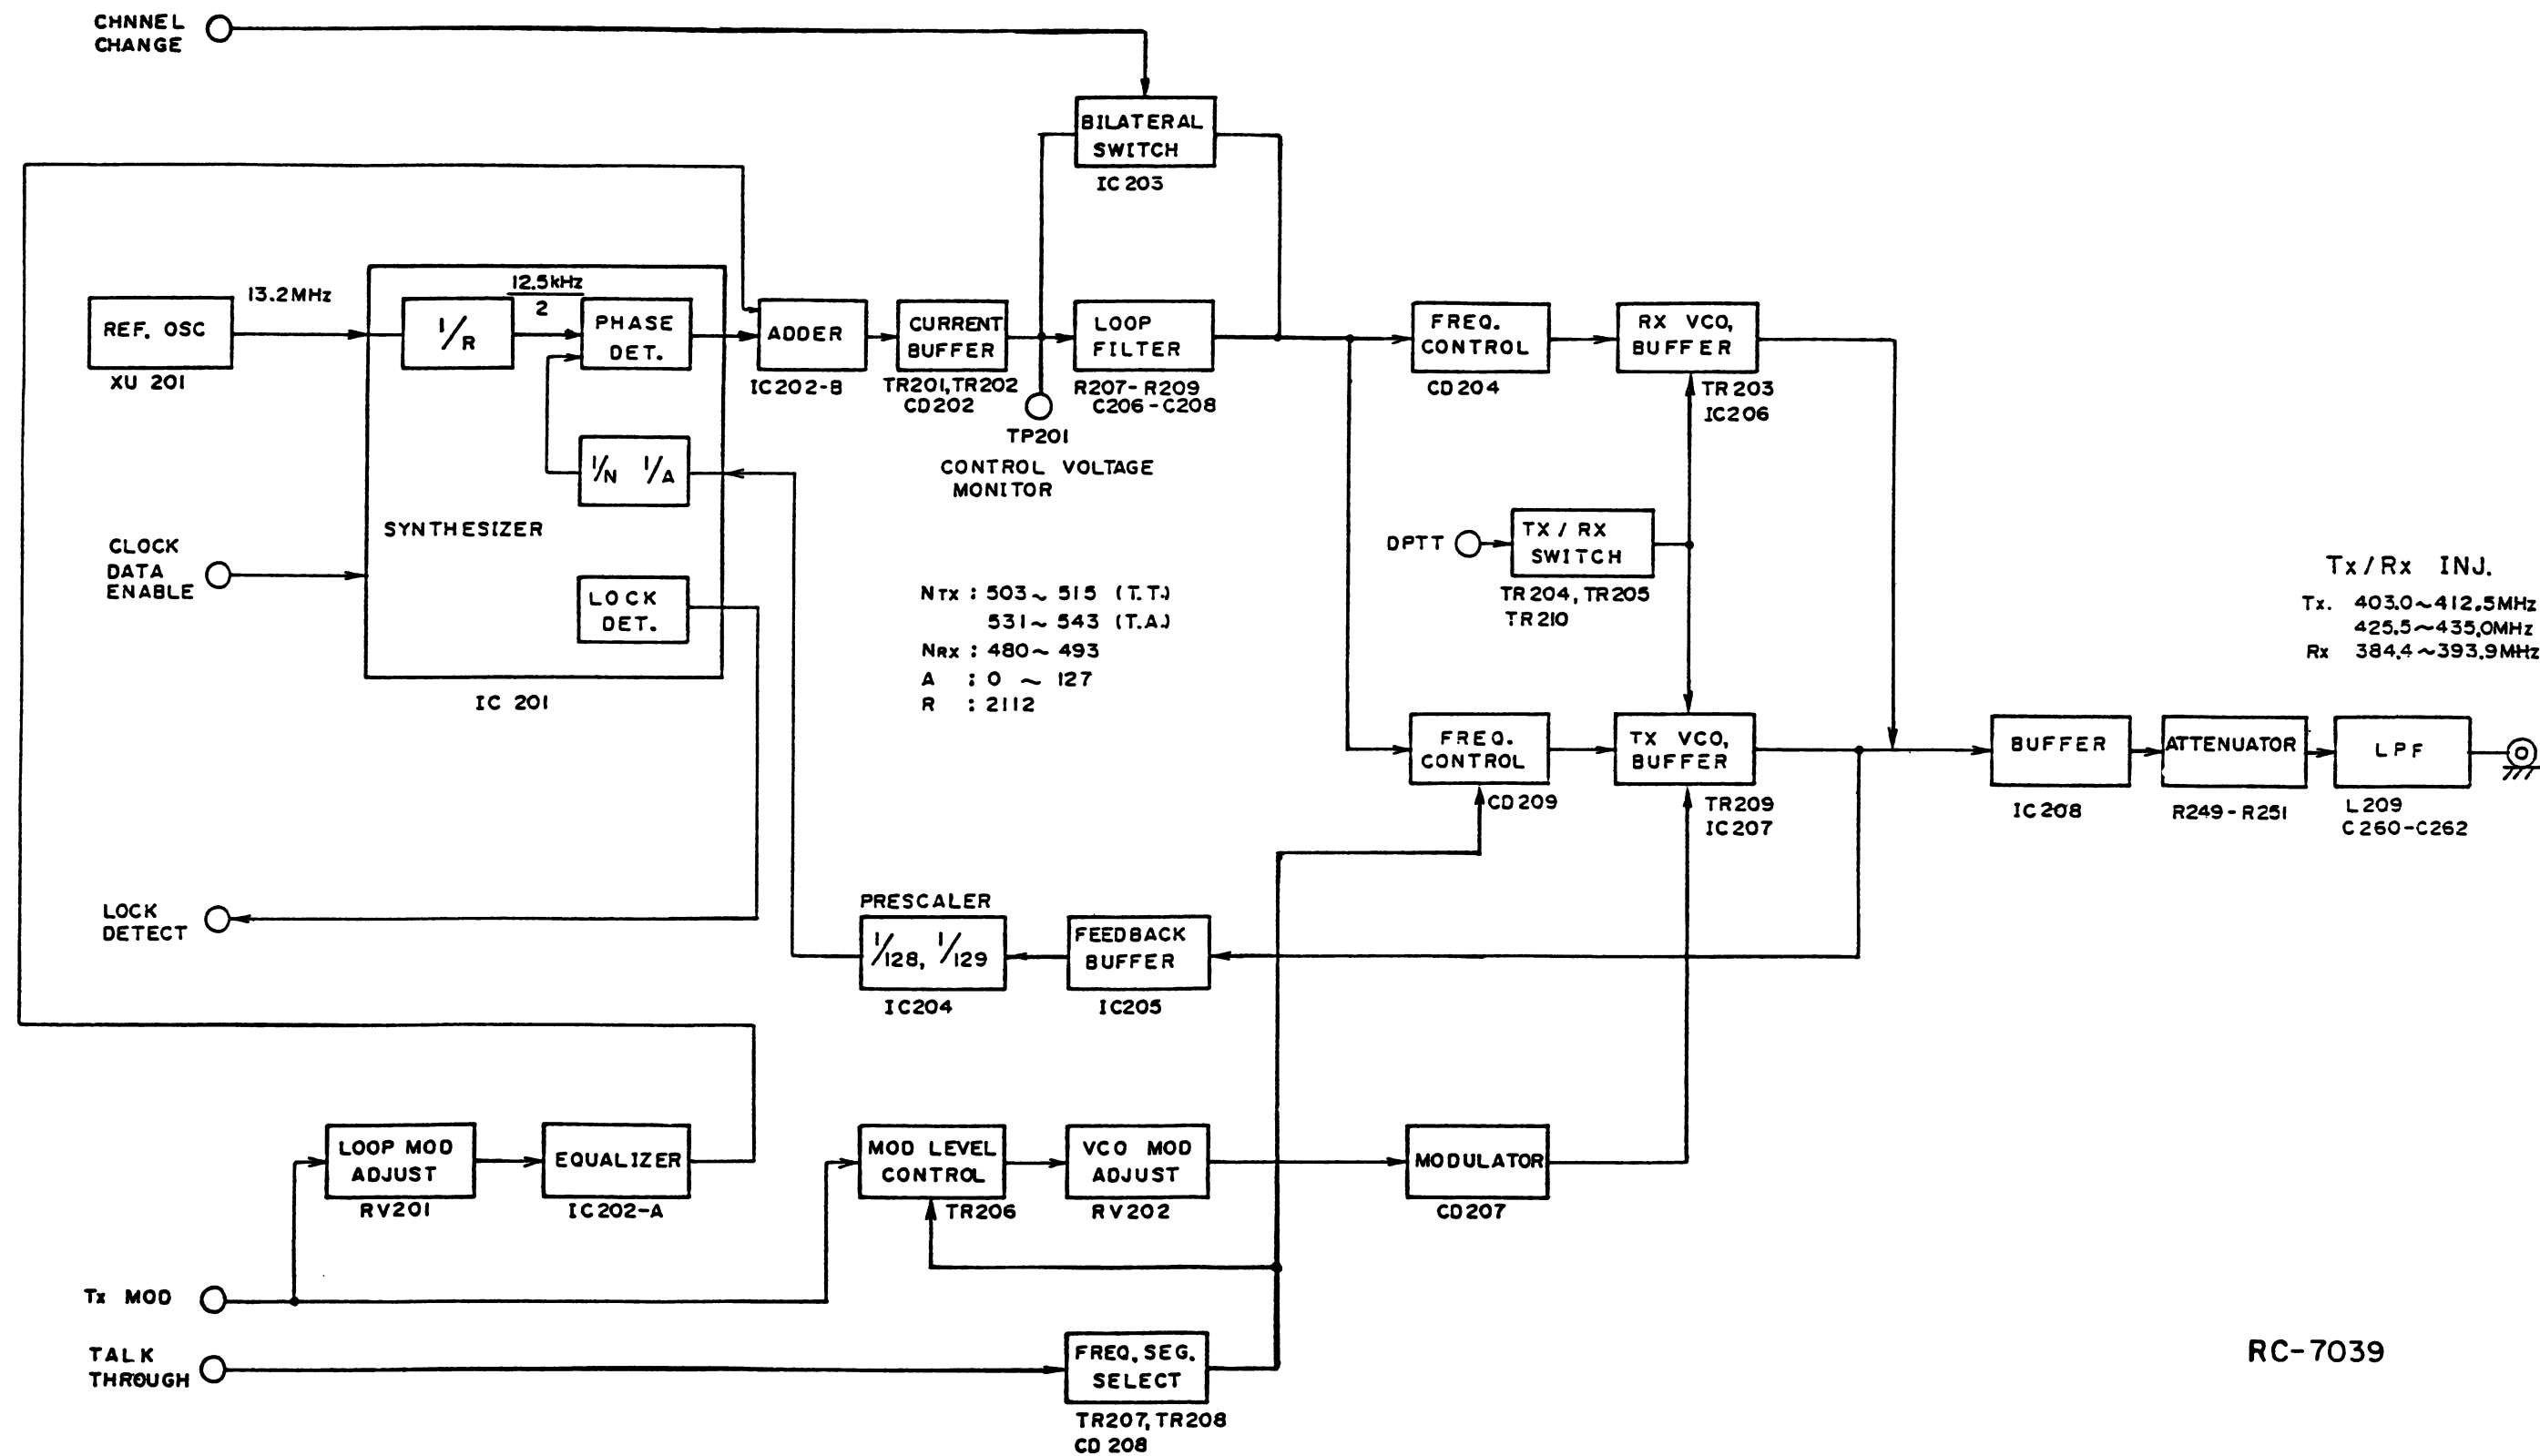 CHNNEL
CHANGE
BILATERAL
SWITCH
IC 203
REF. OSC
XU 201
13.2MHz
1/R
12.5kHz
2
PHASE
DET.
1/N 1/A
SYNTHESIZER
LOCK
DET.
IC 201
ADDER
IC202-B
CURRENT
BUFFER
TR201,TR202
CD202
TP201
CONTROL VOLTAGE
MONITOR
LOOP
FILTER
R207-R209
C206-C208
FREQ.
CONTROL
CD204
RX VCO,
BUFFER
TR203
IC206
CLOCK
DATA
ENABLE
DPTT
TX / RX
SWITCH
TR204, TR205
TR210
NTX : 503~ 515 (T.T.)
531~ 543 (T.A.)
NRX : 480~ 493
A : 0 ~ 127
R : 2112
Tx / Rx INJ.
Tx. 403.0~412.5MHz
425.5~435.0MHz
Rx 384.4~393.9MHz
FREQ.
CONTROL
CD209
TX VCO,
BUFFER
TR209
IC207
BUFFER
IC208
ATTENUATOR
R249-R251
LPF
L209
C260-C262
LOCK
DETECT
PRESCALER
1/128, 1/129
IC204
FEEDBACK
BUFFER
IC205
LOOP MOD
ADJUST
RV201
EQUALIZER
IC202-A
MOD LEVEL
CONTROL
TR206
VCO MOD
ADJUST
RV202
MODULATOR
CD207
Tx MOD
TALK
THROUGH
FREQ. SEG.
SELECT
TR207, TR208
CD 208
RC-7039